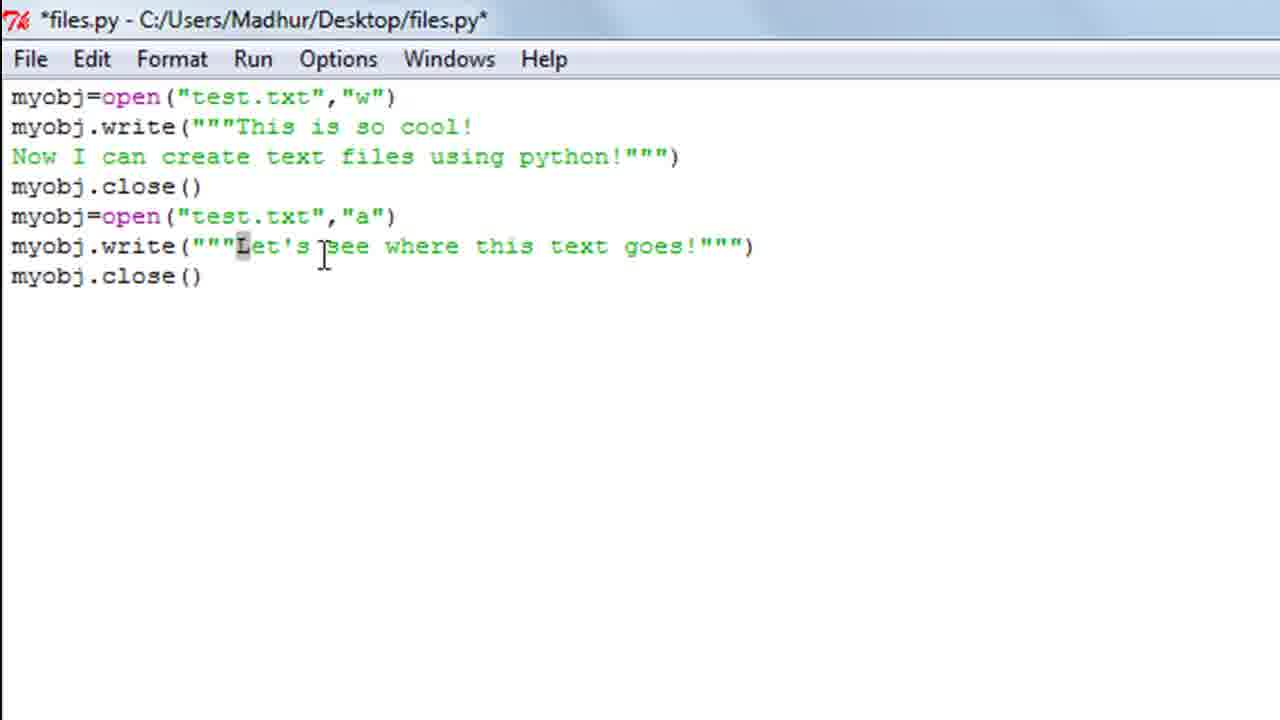 *files.py - C:/Users/Madhur/Desktop/files.py*
File Edit Format Run Options Windows Help
myobj=open("test.txt","w")
myobj.write("""This is so cool!
Now I can create text files using python!""")
myobj.close()
myobj=open("test.txt","a")
myobj.write("""Let's see where this text goes!""")
myobj.close()